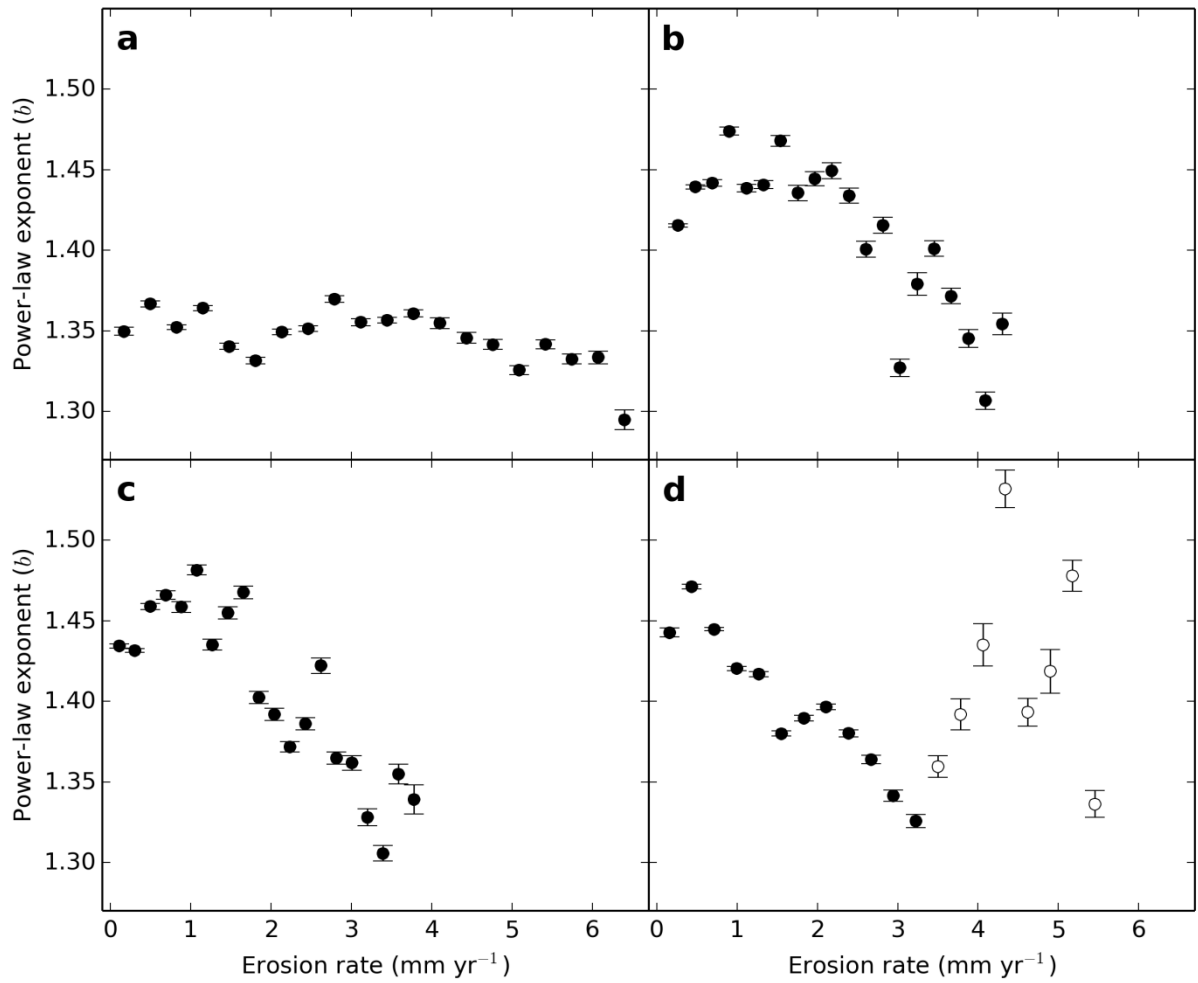 a
b
1.50
1.45
1.40
1.35
1.30
Power-law exponent (b)
c
d
1.50
1.45
1.40
1.35
1.30
Power-law exponent (b)
0 1 2 3 4 5 6
0 1 2 3 4 5 6
Erosion rate (mm yr⁻¹)
Erosion rate (mm yr⁻¹)